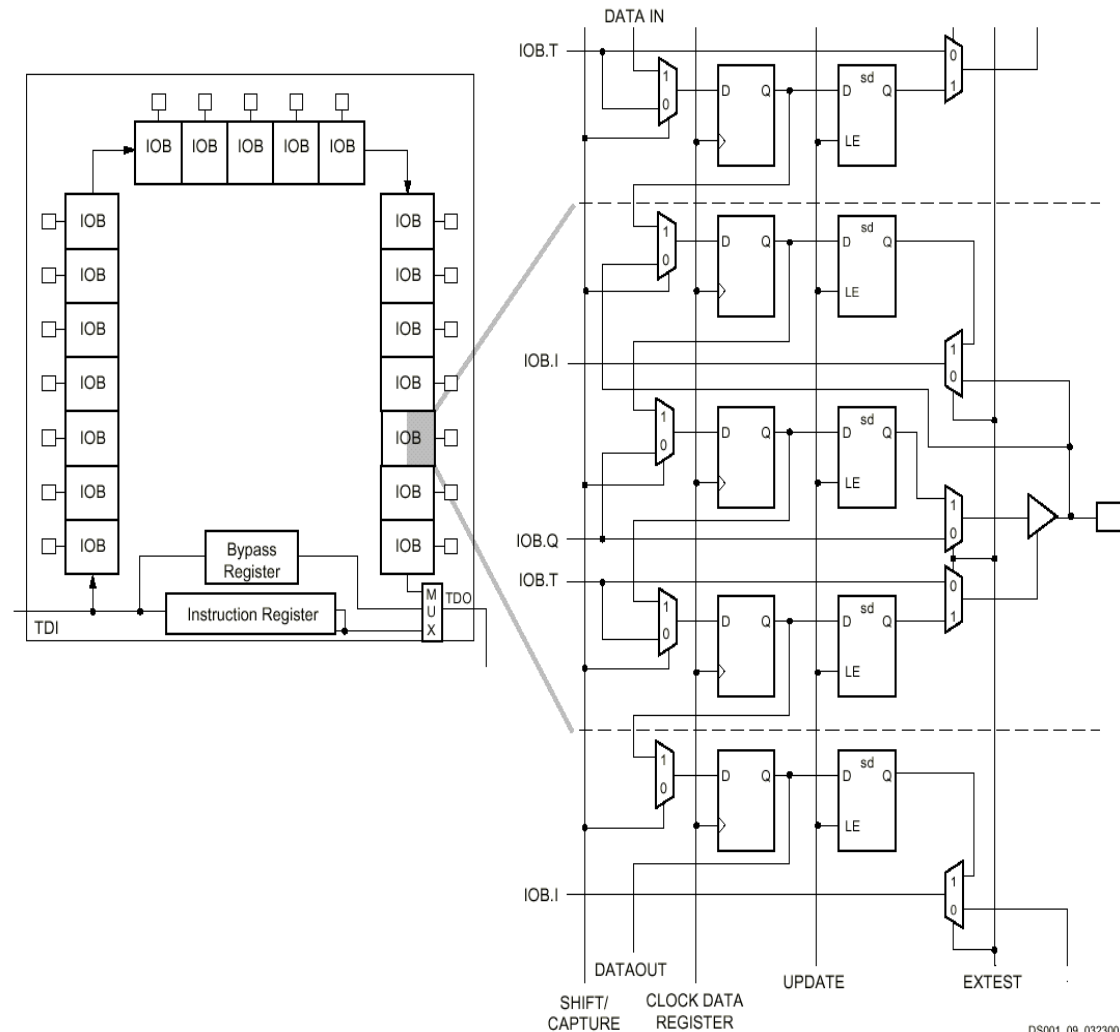 DATA IN
IOB.T
1
0
D Q
sd
D Q
LE
0
1
IOB IOB IOB IOB IOB
IOB
IOB
IOB
IOB
IOB
IOB
IOB
IOB
IOB
IOB
IOB
IOB
IOB
IOB
Bypass
Register
Instruction Register
TDI
M
U
X
TDO
1
0
D Q
sd
D Q
LE
IOB.I
1
0
1
0
D Q
sd
D Q
LE
IOB.Q
1
0
IOB.T
0
1
1
0
D Q
sd
D Q
LE
1
0
D Q
sd
D Q
LE
IOB.I
1
0
DATAOUT
UPDATE
EXTEST
SHIFT/
CAPTURE
CLOCK DATA
REGISTER
DS001_09_032300